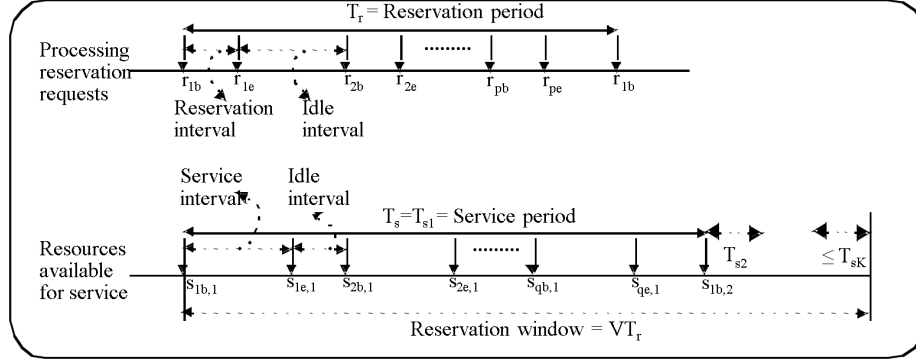 T_r = Reservation period
Processing
reservation
requests
r_1b r_1e r_2b r_2e r_pb r_pe r_1b
Reservation
interval
Idle
interval
Service
interval
Idle
interval
T_s=T_s1= Service period
Resources
available
for service
T_s2
≤ T_sK
s_1b,1 s_1e,1 s_2b,1 s_2e,1 s_qb,1 s_qe,1 s_1b,2
Reservation window = VT_r